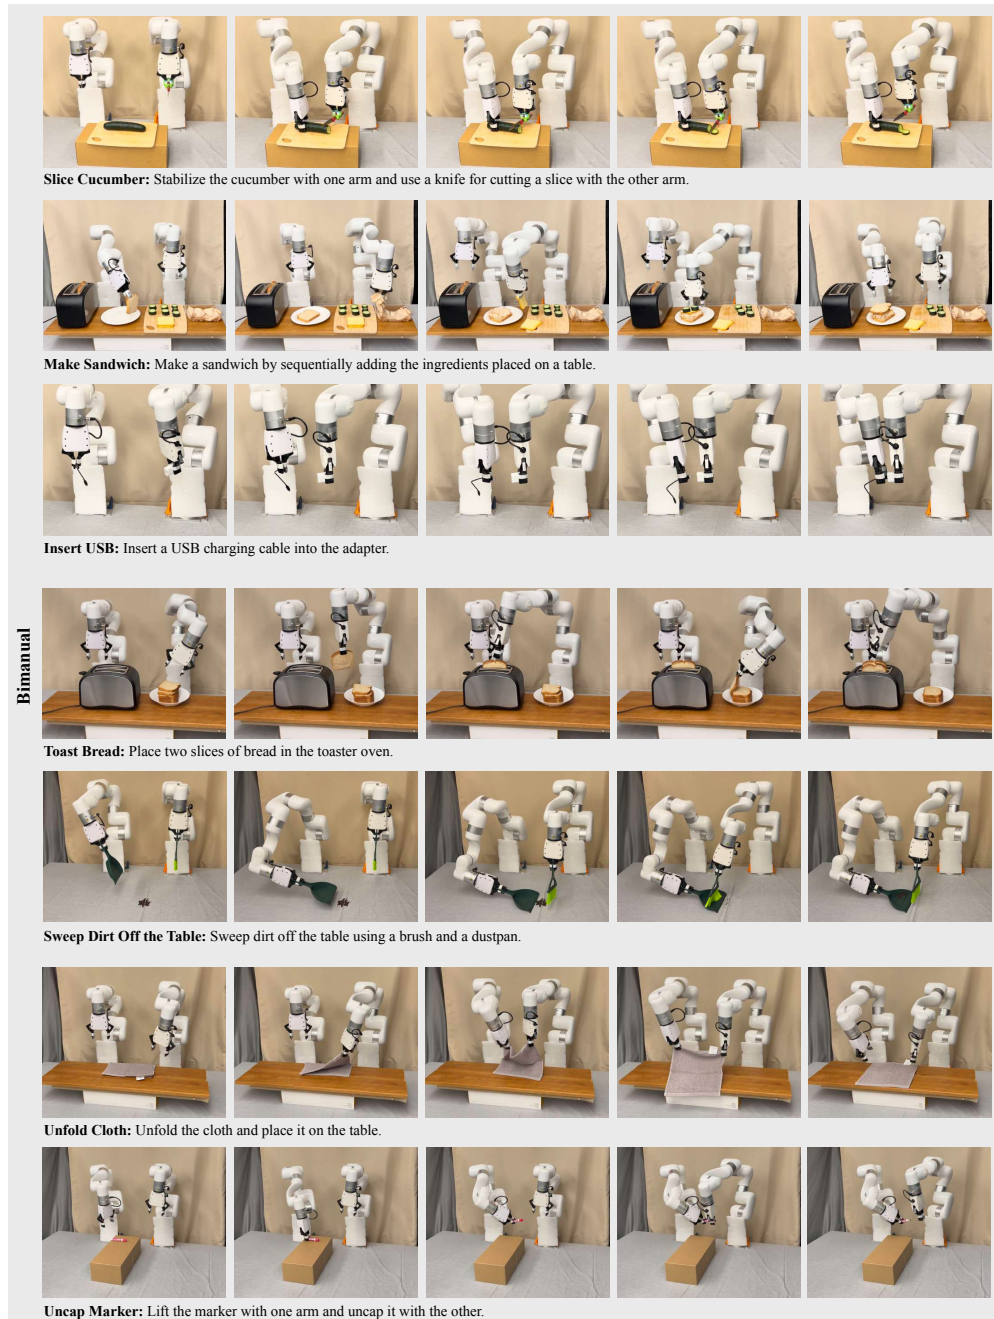 Slice Cucumber: Stabilize the cucumber with one arm and use a knife for cutting a slice with the other arm.
Make Sandwich: Make a sandwich by sequentially adding the ingredients placed on a table.
Insert USB: Insert a USB charging cable into the adapter.
Bimanual
Toast Bread: Place two slices of bread in the toaster oven.
Sweep Dirt Off the Table: Sweep dirt off the table using a brush and a dustpan.
Unfold Cloth: Unfold the cloth and place it on the table.
Uncap Marker: Lift the marker with one arm and uncap it with the other.